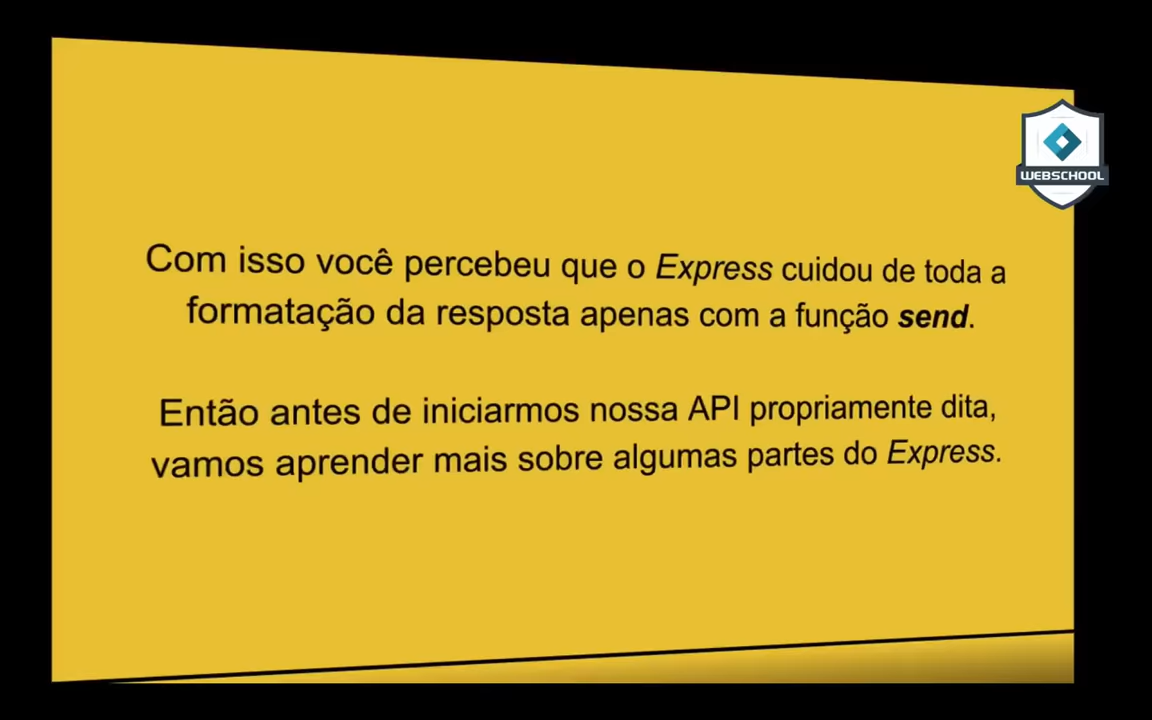 WEBSCHOOL
Com isso você percebeu que o Express cuidou de toda a
formatação da resposta apenas com a função send.
Então antes de iniciarmos nossa API propriamente dita,
vamos aprender mais sobre algumas partes do Express.